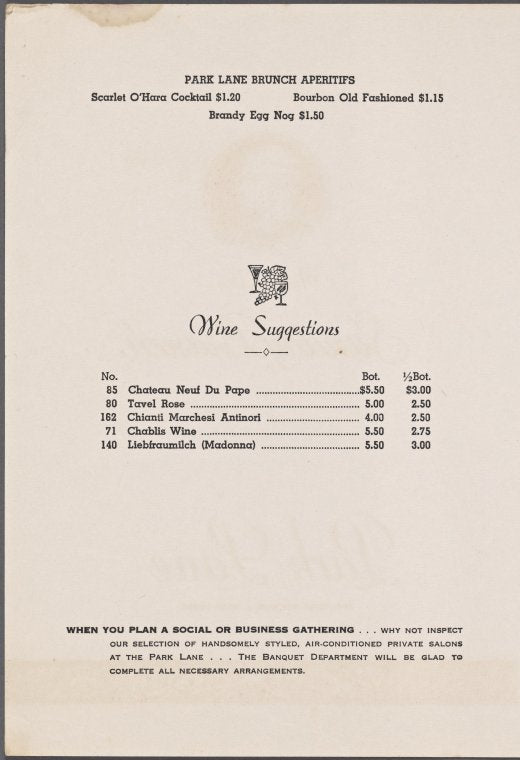 PARK LANE BRUNCH APERITIFS
Scarlet O'Hara Cocktail $1.20 Bourbon Old Fashioned $1.15
Brandy Egg Nog $1.50
Wine Suggestions
No. Bot. ½Bot.
85 Chateau Neuf Du Pape ........................................$5.50 $3.00
80 Tavel Rose ................................................................ 5.00 2.50
162 Chianti Marchesi Antinori ................................... 4.00 2.50
71 Chablis Wine ............................................................ 5.50 2.75
140 Liebfraumilch (Madonna) ..................................... 5.50 3.00
WHEN YOU PLAN A SOCIAL OR BUSINESS GATHERING . . . WHY NOT INSPECT
OUR SELECTION OF HANDSOMELY STYLED, AIR-CONDITIONED PRIVATE SALONS
AT THE PARK LANE . . . THE BANQUET DEPARTMENT WILL BE GLAD TO
COMPLETE ALL NECESSARY ARRANGEMENTS.